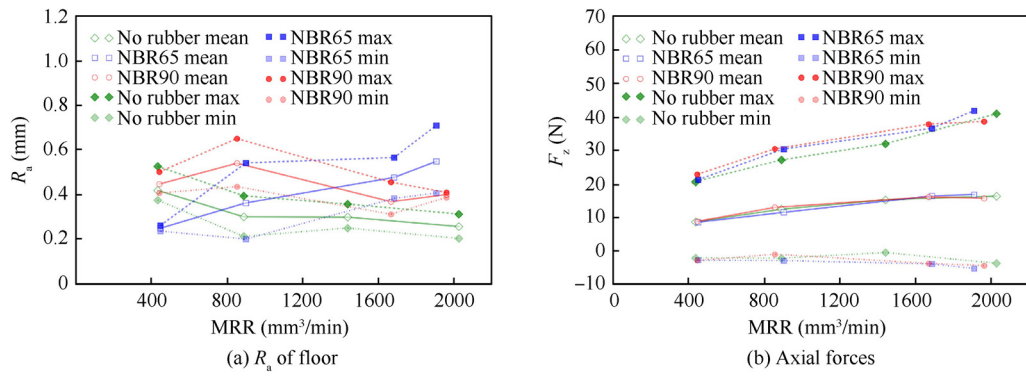 1.2
1.0
0.8
0.6
0.4
0.2
0
Rₐ (mm)
No rubber mean
NBR65 mean
NBR90 mean
No rubber max
No rubber min
NBR65 max
NBR65 min
NBR90 max
NBR90 min
400 800 1200 1600 2000
MRR (mm³/min)
(a) Rₐ of floor
70
60
50
40
30
20
10
0
−10
F_z (N)
No rubber mean
NBR65 mean
NBR90 mean
No rubber max
No rubber min
NBR65 max
NBR65 min
NBR90 max
NBR90 min
0 400 800 1200 1600 2000
MRR (mm³/min)
(b) Axial forces